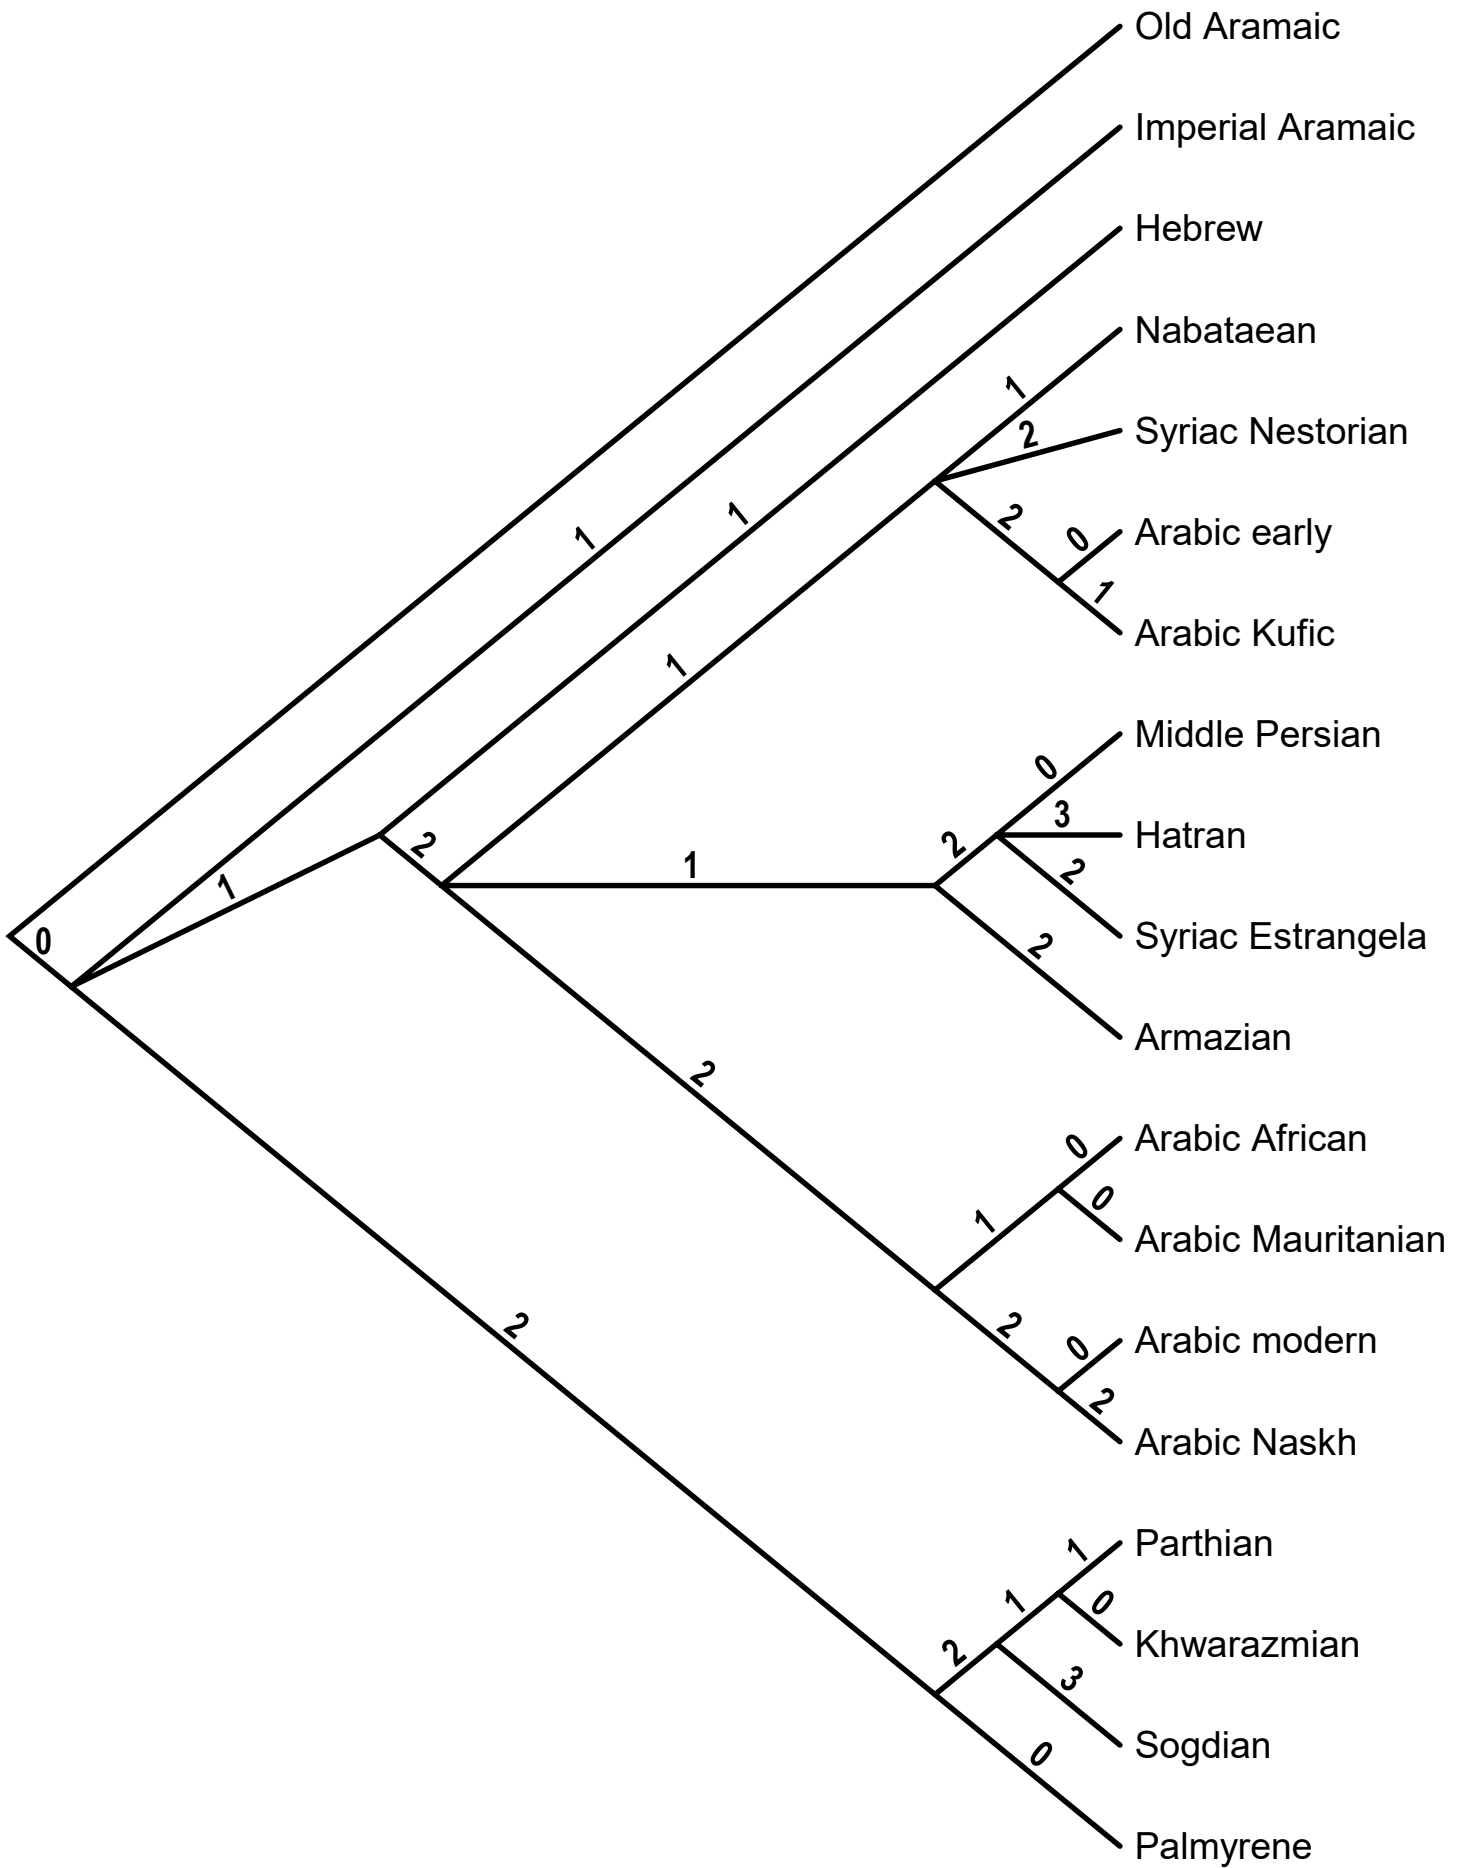 Old Aramaic
Imperial Aramaic
Hebrew
Nabataean
1
2
Syriac Nestorian
2
0
Arabic early
1
1
1
Arabic Kufic
1
Middle Persian
0
3
Hatran
2
2
1
2
Syriac Estrangela
1
0
2
Armazian
2
0
Arabic African
0
1
Arabic Mauritanian
2
2
0
Arabic modern
2
Arabic Naskh
1
Parthian
1
0
Khwarazmian
2
3
Sogdian
0
Palmyrene